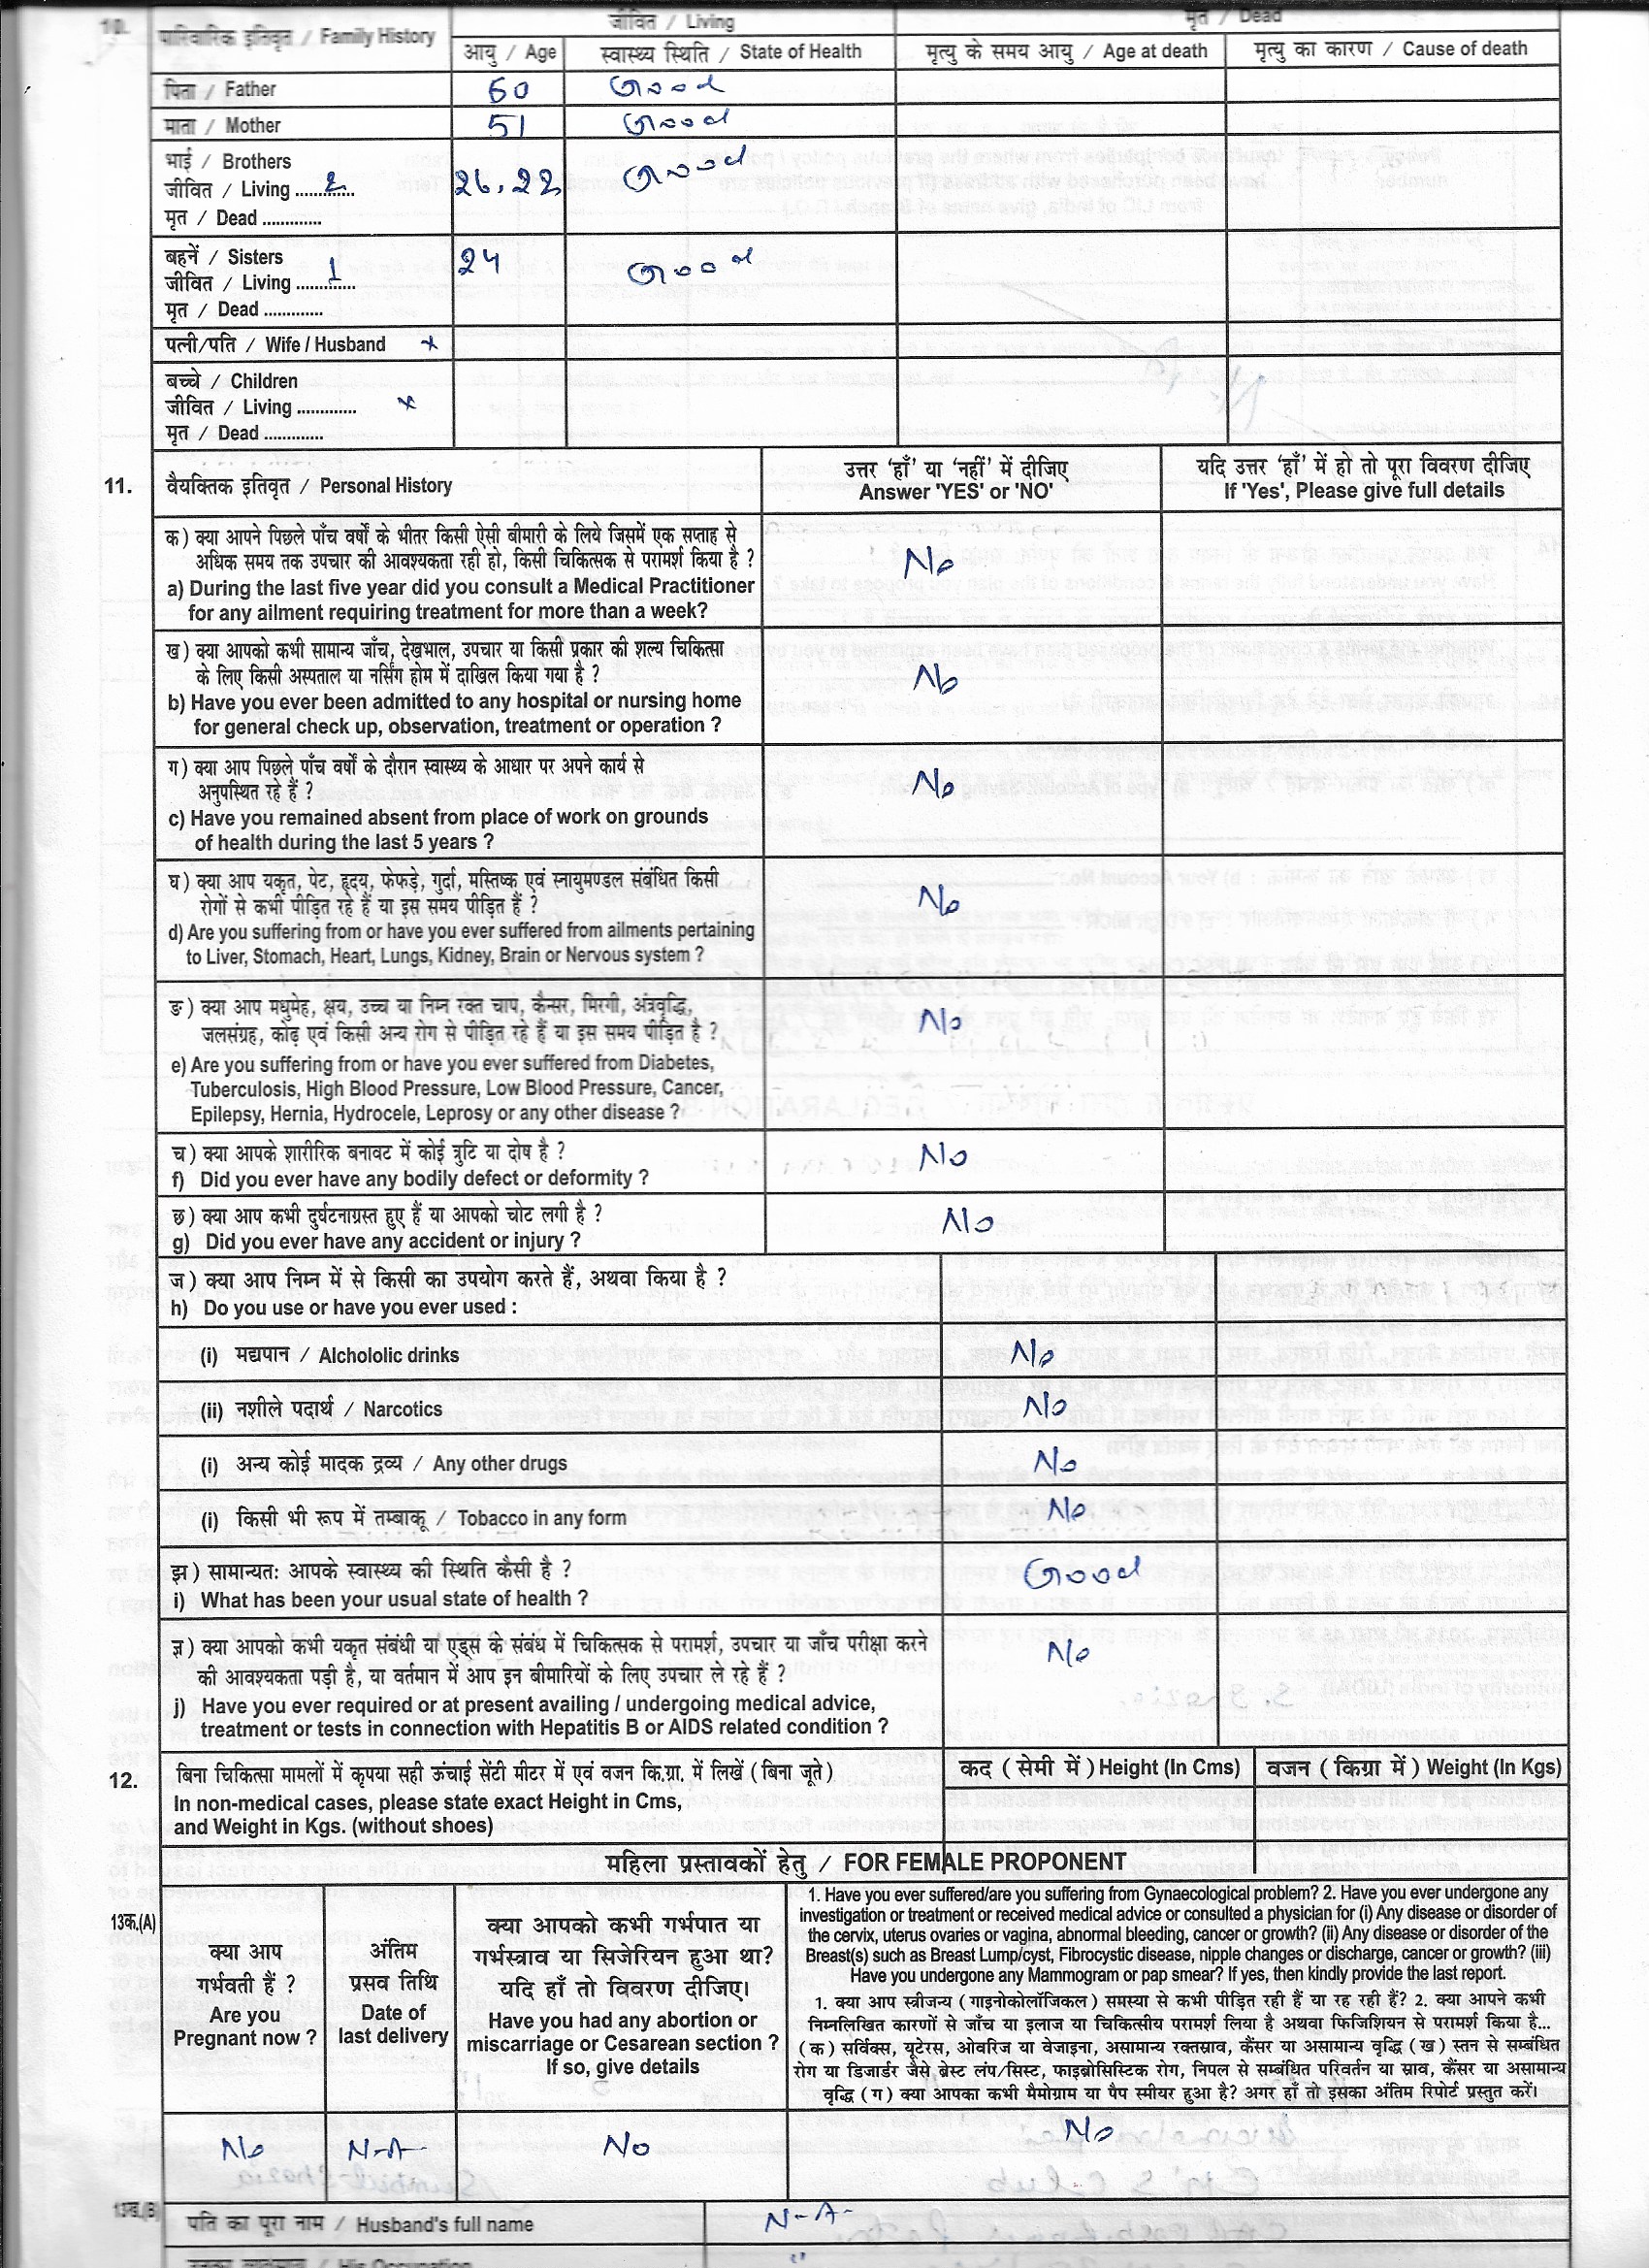 10. पारिवारिक इतिवृत / Family History जीवित / Living मृत / Dead
आयु / Age स्वास्थ्य स्थिति / State of Health मृत्यु के समय आयु / Age at death मृत्यु का कारण / Cause of death
पिता / Father 60 Good
माता / Mother 51 Good
भाई / Brothers
जीवित / Living ............ 2 26, 22 Good
मृत / Dead ............
बहनें / Sisters 24 Good
जीवित / Living ............ 1
मृत / Dead ............
पत्नी/पति / Wife / Husband ×
बच्चे / Children
जीवित / Living ............ ×
मृत / Dead ............
11. वैयक्तिक इतिवृत / Personal History उत्तर ‘हाँ’ या ‘नहीं’ में दीजिए यदि उत्तर ‘हाँ’ में हो तो पूरा विवरण दीजिए
Answer 'YES' or 'NO' If 'Yes', Please give full details
क) क्या आपने पिछले पाँच वर्षों के भीतर किसी ऐसी बीमारी के लिये जिसमें एक सप्ताह से
अधिक समय तक उपचार की आवश्यकता रही हो, किसी चिकित्सक से परामर्श किया है ? No
a) During the last five year did you consult a Medical Practitioner
for any ailment requiring treatment for more than a week?
ख) क्या आपको कभी सामान्य जाँच, देखभाल, उपचार या किसी प्रकार की शल्य चिकित्सा
के लिए किसी अस्पताल या नर्सिंग होम में दाखिल किया गया है ? No
b) Have you ever been admitted to any hospital or nursing home
for general check up, observation, treatment or operation ?
ग) क्या आप पिछले पाँच वर्षों के दौरान स्वास्थ्य के आधार पर अपने कार्य से
अनुपस्थित रहे हैं ? No
c) Have you remained absent from place of work on grounds
of health during the last 5 years ?
घ) क्या आप यकृत, पेट, हृदय, फेफड़े, गुर्दा, मस्तिष्क एवं स्नायुमण्डल संबंधित किसी
रोगों से कभी पीड़ित रहे हैं या इस समय पीड़ित हैं ? No
d) Are you suffering from or have you ever suffered from ailments pertaining
to Liver, Stomach, Heart, Lungs, Kidney, Brain or Nervous system ?
ङ) क्या आप मधुमेह, क्षय, उच्च या निम्न रक्त चाप, कैन्सर, मिरगी, अंत्रवृद्धि,
जलसंग्रह, कोढ़ एवं किसी अन्य रोग से पीड़ित रहे हैं या इस समय पीड़ित है ? No
e) Are you suffering from or have you ever suffered from Diabetes,
Tuberculosis, High Blood Pressure, Low Blood Pressure, Cancer,
Epilepsy, Hernia, Hydrocele, Leprosy or any other disease ?
च) क्या आपके शारीरिक बनावट में कोई त्रुटि या दोष है ? No
f) Did you ever have any bodily defect or deformity ?
छ) क्या आप कभी दुर्घटनाग्रस्त हुए हैं या आपको चोट लगी है ? No
g) Did you ever have any accident or injury ?
ज) क्या आप निम्न में से किसी का उपयोग करते हैं, अथवा किया है ?
h) Do you use or have you ever used :
(i) मद्यपान / Alchololic drinks No
(ii) नशीले पदार्थ / Narcotics No
(i) अन्य कोई मादक द्रव्य / Any other drugs No
(i) किसी भी रूप में तम्बाकू / Tobacco in any form No
झ) सामान्यतः आपके स्वास्थ्य की स्थिति कैसी है ? Good
i) What has been your usual state of health ?
ञ) क्या आपको कभी यकृत संबंधी या एड्स के संबंध में चिकित्सक से परामर्श, उपचार या जाँच परीक्षा करने No
की आवश्यकता पड़ी है, या वर्तमान में आप इन बीमारियों के लिए उपचार ले रहे हैं ?
j) Have you ever required or at present availing / undergoing medical advice,
treatment or tests in connection with Hepatitis B or AIDS related condition ?
12. बिना चिकित्सा मामलों में कृपया सही ऊंचाई सेंटी मीटर में एवं वजन कि.ग्रा. में लिखें (बिना जूते) कद (सेमी में) Height (In Cms) वजन (किग्रा में) Weight (In Kgs)
In non-medical cases, please state exact Height in Cms,
and Weight in Kgs. (without shoes)
महिला प्रस्तावकों हेतु / FOR FEMALE PROPONENT
13क.(A)
क्या आप
गर्भवती हैं ?
Are you
Pregnant now ?
अंतिम
प्रसव तिथि
Date of
last delivery
क्या आपको कभी गर्भपात या
गर्भस्त्राव या सिजेरियन हुआ था?
यदि हाँ तो विवरण दीजिए।
Have you had any abortion or
miscarriage or Cesarean section ?
If so, give details
1. Have you ever suffered/are you suffering from Gynaecological problem? 2. Have you ever undergone any
investigation or treatment or received medical advice or consulted a physician for (i) Any disease or disorder of
the cervix, uterus ovaries or vagina, abnormal bleeding, cancer or growth? (ii) Any disease or disorder of the
Breast(s) such as Breast Lump/cyst, Fibrocystic disease, nipple changes or discharge, cancer or growth? (iii)
Have you undergone any Mammogram or pap smear? If yes, then kindly provide the last report.
1. क्या आप स्त्रीजन्य (गाइनोकोलॉजिकल) समस्या से कभी पीड़ित रही हैं या रह रही हैं? 2. क्या आपने कभी
निम्नलिखित कारणों से जाँच या इलाज या चिकित्सीय परामर्श लिया है अथवा फिजिशियन से परामर्श किया है...
(क) सर्विक्स, यूटेरस, ओवरिज या वेजाइना, असामान्य रक्तस्राव, कैंसर या असामान्य वृद्धि (ख) स्तन से सम्बंधित
रोग या डिजार्डर जैसे ब्रेस्ट लंप/सिस्ट, फाइब्रोसिस्टिक रोग, निपल से सम्बंधित परिवर्तन या स्राव, कैंसर या असामान्य
वृद्धि (ग) क्या आपका कभी मैमोग्राम या पैप स्मीयर हुआ है? अगर हाँ तो इसका अंतिम रिपोर्ट प्रस्तुत करें।
No N-A- No No
13ख.(B) पति का पूरा नाम / Husband's full name N-A-
/ His Occupation "